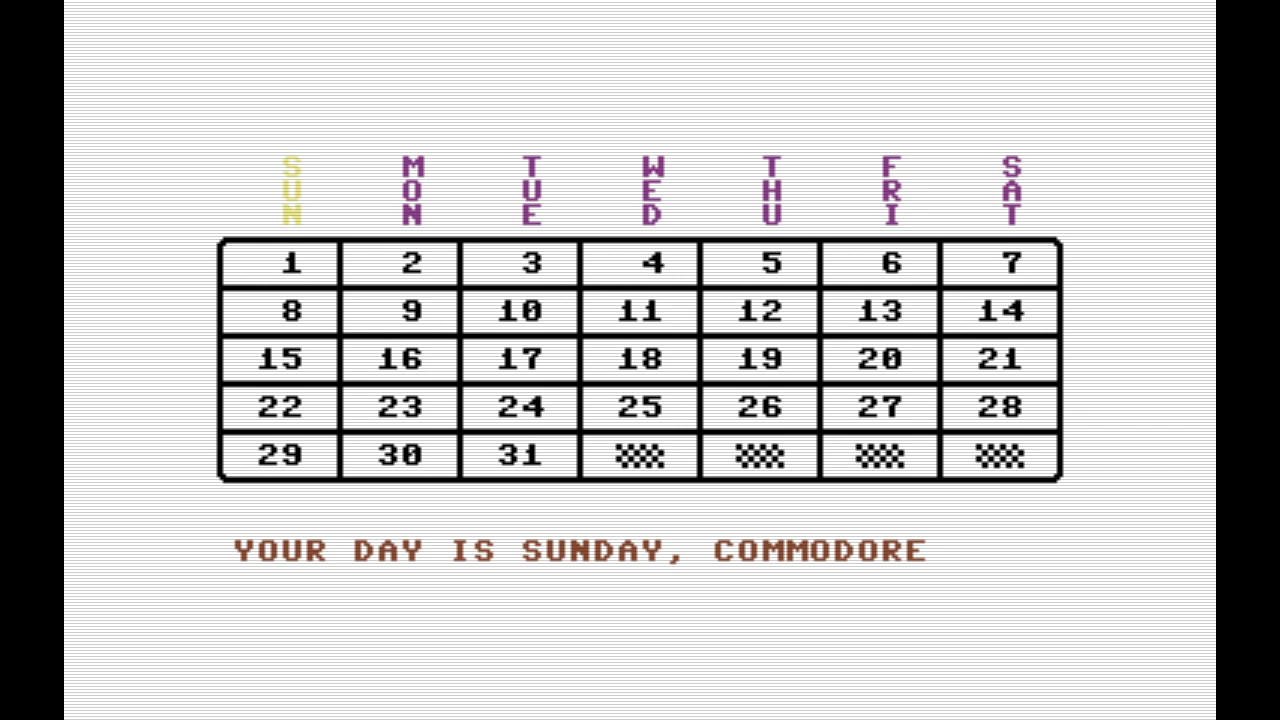 SUN MON TUE WED THU FRI SAT
1 2 3 4 5 6 7
8 9 10 11 12 13 14
15 16 17 18 19 20 21
22 23 24 25 26 27 28
29 30 31
YOUR DAY IS SUNDAY, COMMODORE